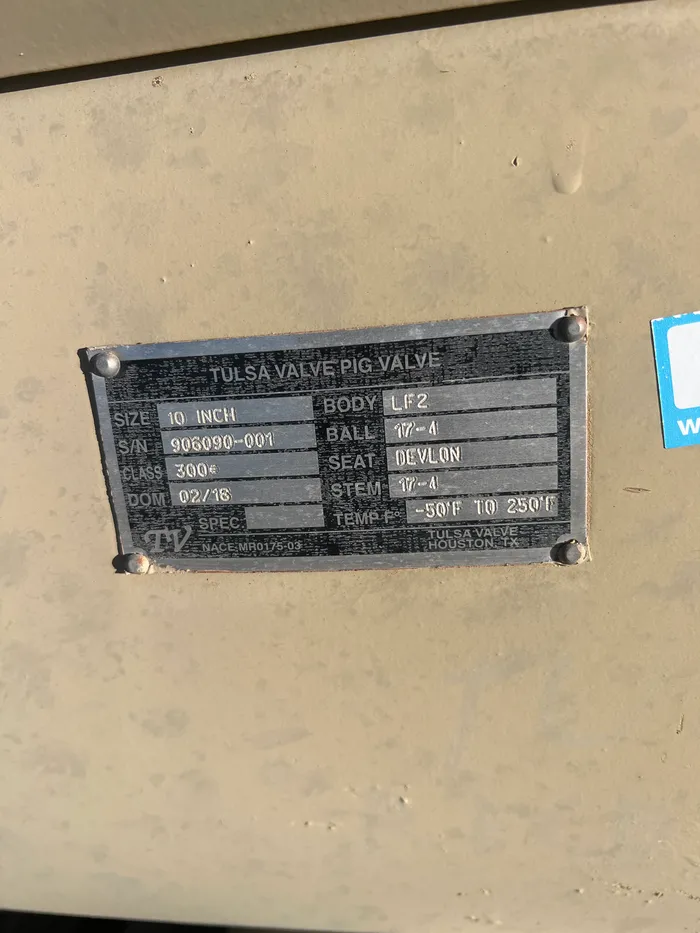 TULSA VALVE PIG VALVE
SIZE 10 INCH BODY LF2
S/N 906090-001 BALL 17-4
CLASS 300# SEAT DEVLON
DOM 02/18 STEM 17-4
SPEC. TEMP F° -50°F TO 250°F
TV NACE MR0175-03 TULSA VALVE
HOUSTON, TX
W